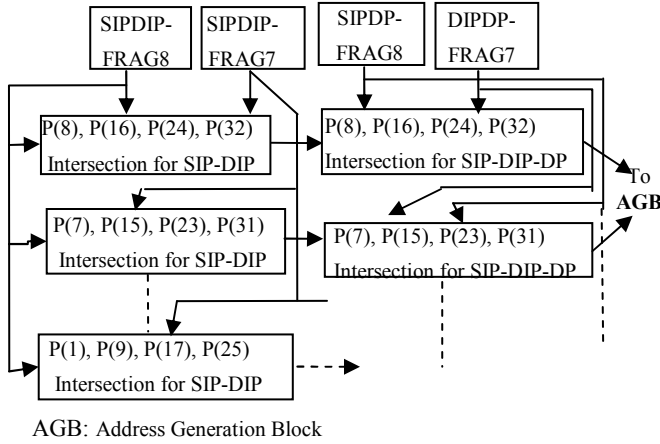 SIPDIP-
FRAG8
SIPDIP-
FRAG7
SIPDP-
FRAG8
DIPDP-
FRAG7
P(8), P(16), P(24), P(32)
Intersection for SIP-DIP
P(8), P(16), P(24), P(32)
Intersection for SIP-DIP-DP
To
AGB
P(7), P(15), P(23), P(31)
Intersection for SIP-DIP
P(7), P(15), P(23), P(31)
Intersection for SIP-DIP-DP
P(1), P(9), P(17), P(25)
Intersection for SIP-DIP
AGB: Address Generation Block